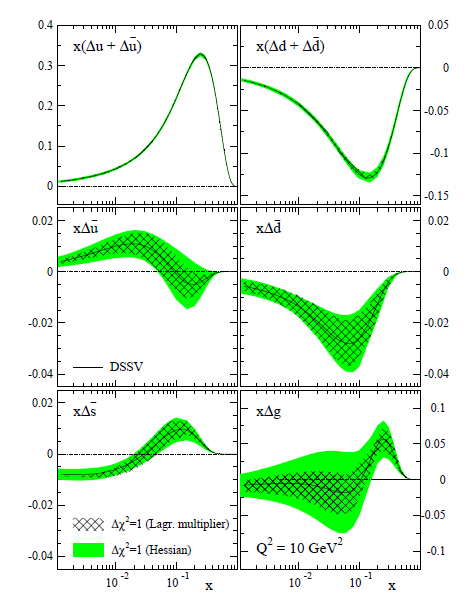 0.4
0.3
0.2
0.1
0
x(Δu + Δū)
x(Δd + Δd̄)
0.05
0
-0.05
-0.1
-0.15
0.02
0
-0.02
-0.04
xΔū
DSSV
xΔd̄
0.02
0
-0.02
-0.04
0.02
0
-0.02
-0.04
xΔs̄
Δχ²=1 (Lagr. multiplier)
Δχ²=1 (Hessian)
xΔg
Q² = 10 GeV²
0.1
0.05
0
-0.05
-0.1
10⁻² 10⁻¹ x
10⁻² 10⁻¹ x